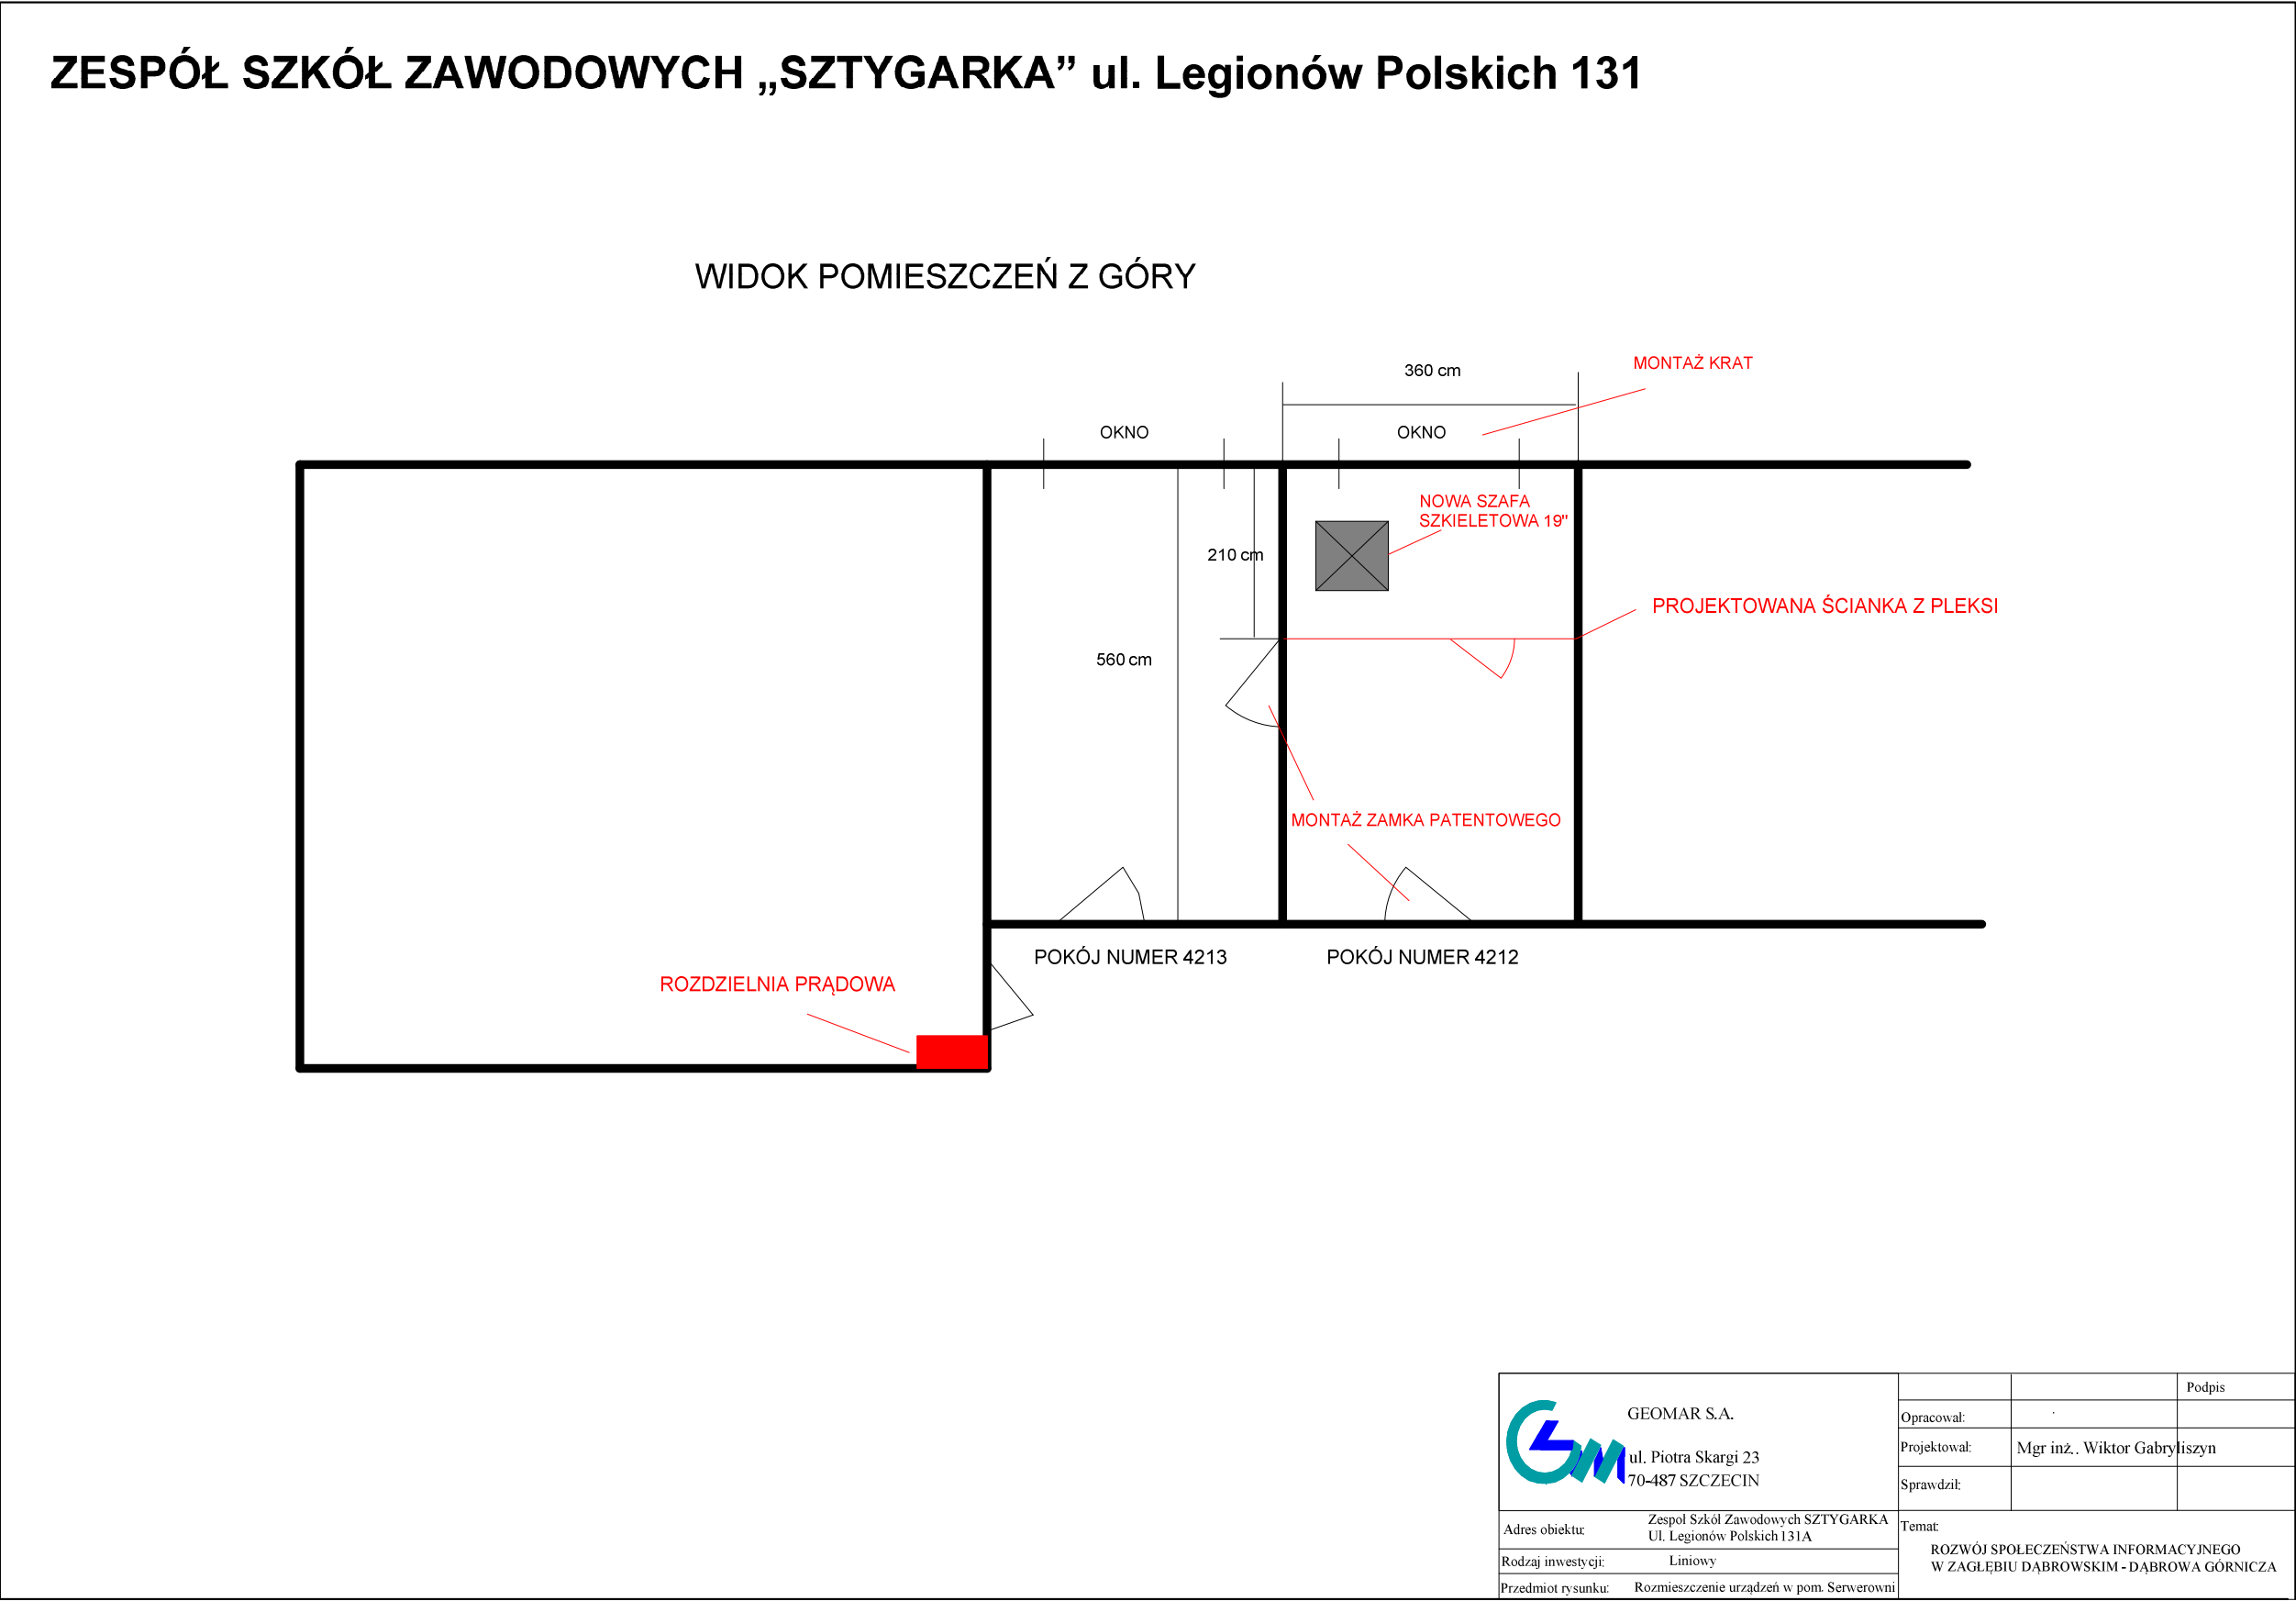 ZESPÓŁ SZKÓŁ ZAWODOWYCH „SZTYGARKA” ul. Legionów Polskich 131
WIDOK POMIESZCZEŃ Z GÓRY
360 cm
MONTAŻ KRAT
OKNO
OKNO
NOWA SZAFA
SZKIELETOWA 19"
210 cm
PROJEKTOWANA ŚCIANKA Z PLEKSI
560 cm
MONTAŻ ZAMKA PATENTOWEGO
POKÓJ NUMER 4213
POKÓJ NUMER 4212
ROZDZIELNIA PRĄDOWA
GEOMAR S.A.
ul. Piotra Skargi 23
70-487 SZCZECIN
Podpis
Opracował:
Projektował:
Mgr inż.. Wiktor Gabryliszyn
Sprawdził:
Adres obiektu:
Zespoł Szkół Zawodowych SZTYGARKA
Ul. Legionów Polskich 131A
Rodzaj inwestycji:
Liniowy
Przedmiot rysunku:
Rozmieszczenie urządzeń w pom. Serwerowni
Temat:
ROZWÓJ SPOŁECZEŃSTWA INFORMACYJNEGO
W ZAGŁĘBIU DĄBROWSKIM - DĄBROWA GÓRNICZA